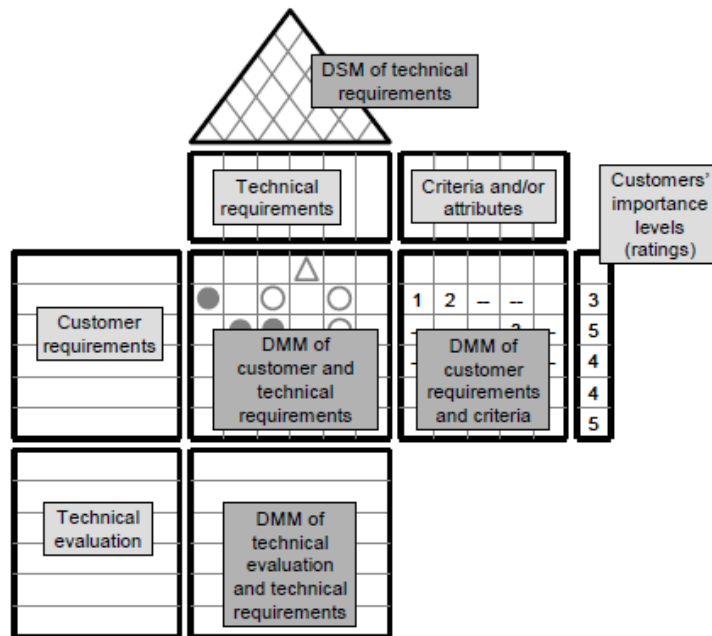 DSM of technical
requirements
Technical
requirements
Criteria and/or
attributes
Customers'
importance
levels
(ratings)
Customer
requirements
DMM of
customer and
technical
requirements
1 2 -- --
DMM of
customer
requirements
and criteria
3
5
4
4
5
Technical
evaluation
DMM of
technical
evaluation
and technical
requirements